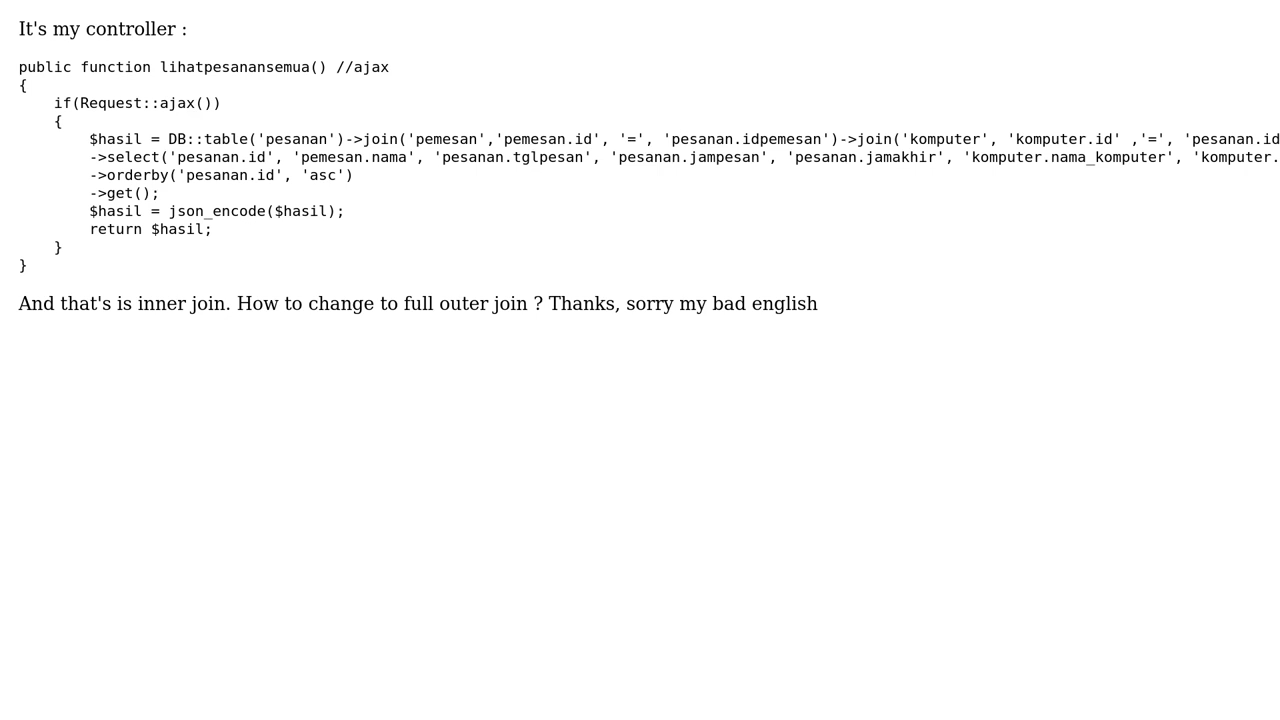 It's my controller :
public function lihatpesanansemua() //ajax
{
if(Request::ajax())
{
$hasil = DB::table('pesanan')->join('pemesan','pemesan.id', '=', 'pesanan.idpemesan')->join('komputer', 'komputer.id' ,'=', 'pesanan.id
->select('pesanan.id', 'pemesan.nama', 'pesanan.tglpesan', 'pesanan.jampesan', 'pesanan.jamakhir', 'komputer.nama_komputer', 'komputer.
->orderby('pesanan.id', 'asc')
->get();
$hasil = json_encode($hasil);
return $hasil;
}
}
And that's is inner join. How to change to full outer join ? Thanks, sorry my bad english